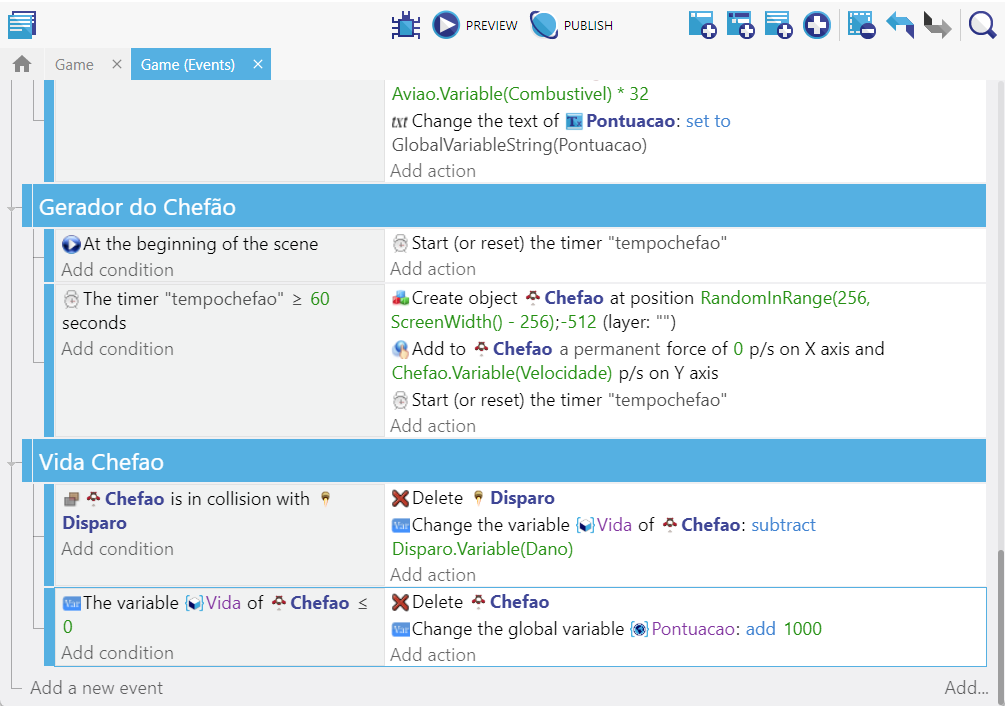 PREVIEW PUBLISH
Game × Game (Events) ×
Aviao.Variable(Combustivel) * 32
txt Change the text of Tx Pontuacao: set to
GlobalVariableString(Pontuacao)
Add action
Gerador do Chefão
At the beginning of the scene
Add condition
Start (or reset) the timer "tempochefao"
Add action
The timer "tempochefao" ≥ 60
seconds
Add condition
Create object Chefao at position RandomInRange(256,
ScreenWidth() - 256);-512 (layer: "")
Add to Chefao a permanent force of 0 p/s on X axis and
Chefao.Variable(Velocidade) p/s on Y axis
Start (or reset) the timer "tempochefao"
Add action
Vida Chefao
Chefao is in collision with
Disparo
Add condition
Delete Disparo
Var Change the variable Vida of Chefao: subtract
Disparo.Variable(Dano)
Add action
Var The variable Vida of Chefao ≤
0
Add condition
Delete Chefao
Var Change the global variable Pontuacao: add 1000
Add action
Add a new event
Add...